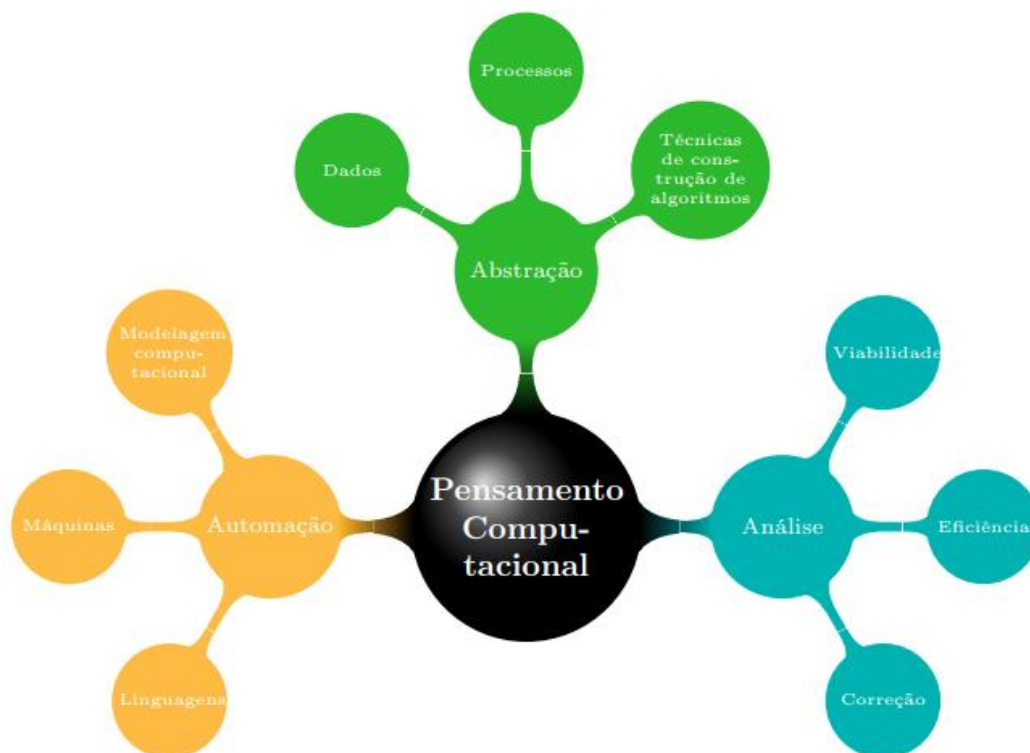 Processos
Dados
Técnicas
de cons-
trução de
algoritmos
Abstração
Modelagem
compu-
tacional
Máquinas
Automação
Linguagens
Pensamento
Compu-
tacional
Viabilidade
Análise
Eficiência
Correção